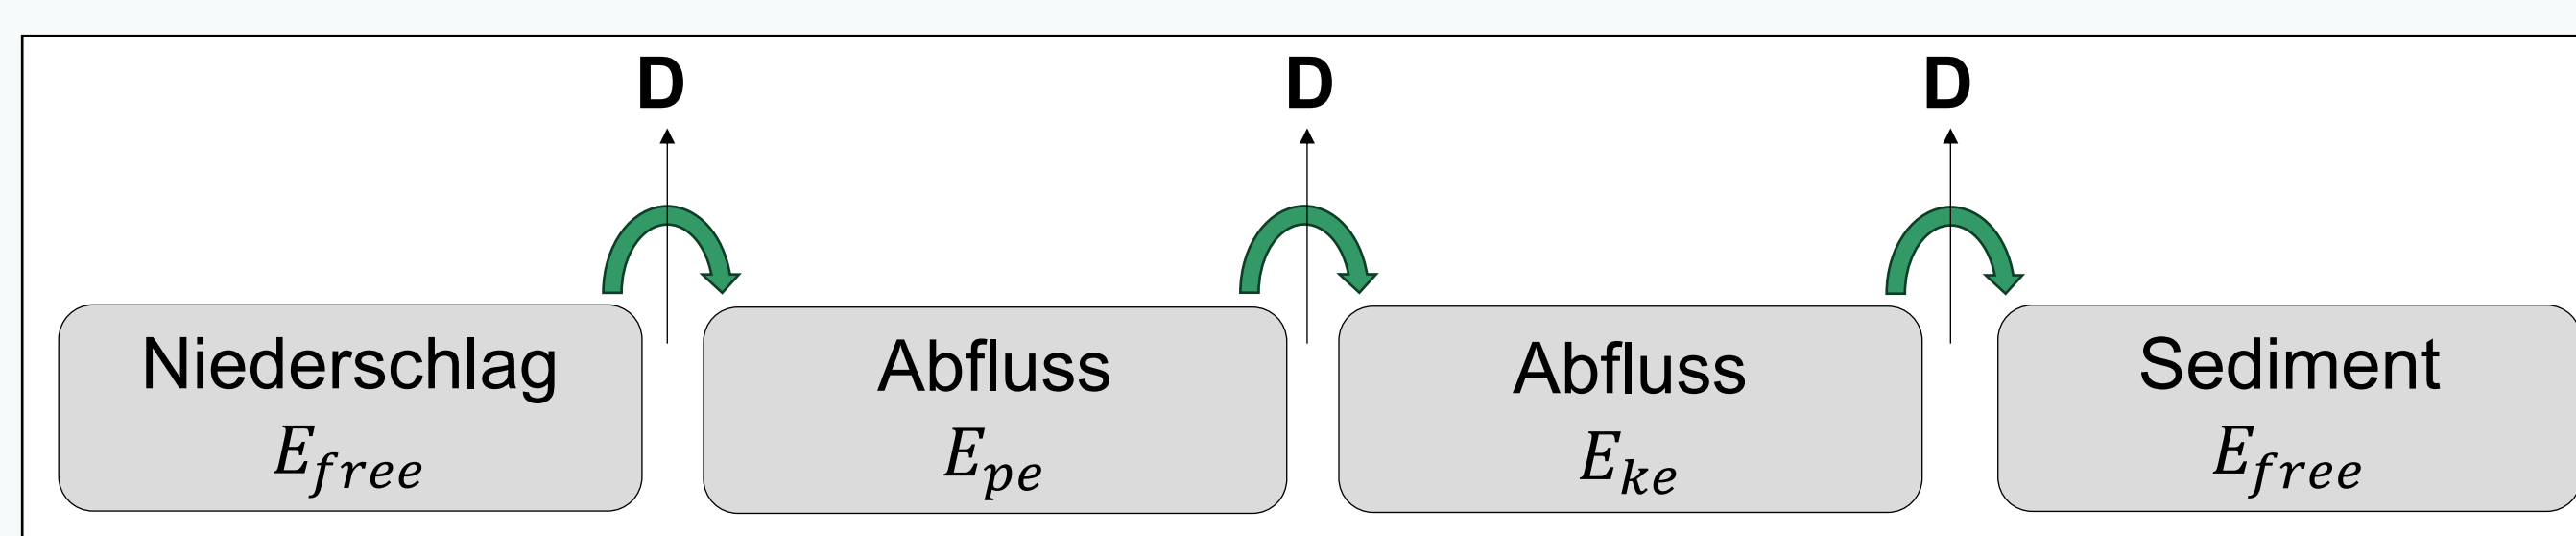 D D D
Niederschlag Abfluss Abfluss Sediment
E_free E_pe E_ke E_free